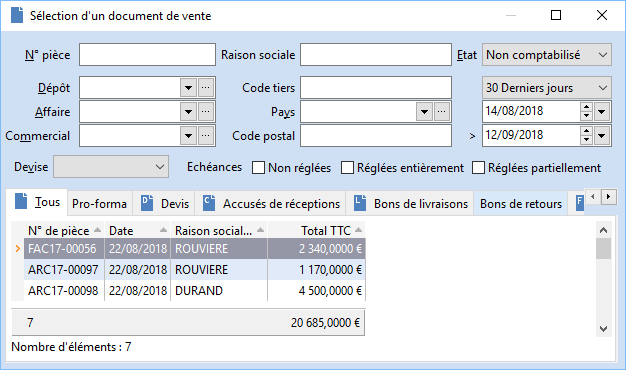 Sélection d'un document de vente
N° pièce Raison sociale Etat Non comptabilisé
Dépôt Code tiers 30 Derniers jours
Affaire Pays 14/08/2018
Commercial Code postal > 12/09/2018
Devise Echéances Non réglées Réglées entièrement Réglées partiellement
Tous Pro-forma D Devis C Accusés de réceptions L Bons de livraisons Bons de retours F
N° de pièce Date Raison social... Total TTC
FAC17-00056 22/08/2018 ROUVIERE 2 340,0000 €
ARC17-00097 22/08/2018 ROUVIERE 1 170,0000 €
ARC17-00098 22/08/2018 DURAND 4 500,0000 €
7 20 685,0000 €
Nombre d'éléments : 7